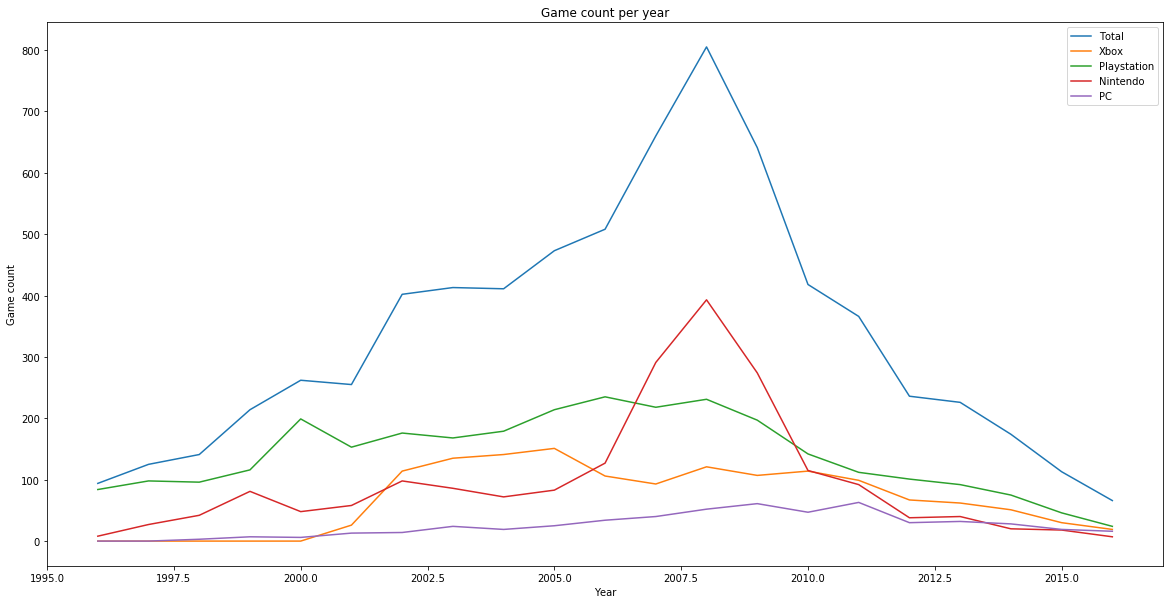 Game count per year
Total
Xbox
Playstation
Nintendo
PC
800
700
600
500
400
300
200
100
0
Game count
1995.0 1997.5 2000.0 2002.5 2005.0 2007.5 2010.0 2012.5 2015.0
Year